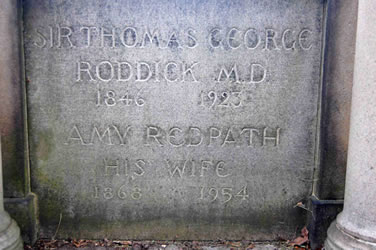 SIR THOMAS GEORGE
RODDICK M.D
1846 1923
AMY REDPATH
HIS WIFE
1868 1954